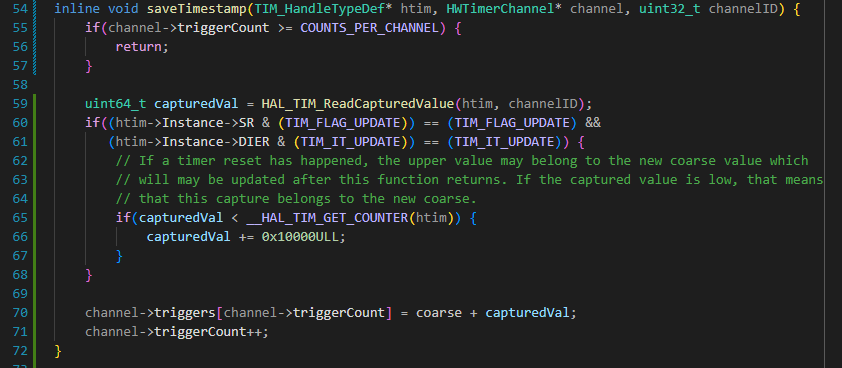 54 inline void saveTimestamp(TIM_HandleTypeDef* htim, HWTimerChannel* channel, uint32_t channelID) {
55     if(channel->triggerCount >= COUNTS_PER_CHANNEL) {
56         return;
57     }
58
59     uint64_t capturedVal = HAL_TIM_ReadCapturedValue(htim, channelID);
60     if((htim->Instance->SR & (TIM_FLAG_UPDATE)) == (TIM_FLAG_UPDATE) &&
61        (htim->Instance->DIER & (TIM_IT_UPDATE)) == (TIM_IT_UPDATE)) {
62         // If a timer reset has happened, the upper value may belong to the new coarse value which
63         // will may be updated after this function returns. If the captured value is low, that means
64         // that this capture belongs to the new coarse.
65         if(capturedVal < __HAL_TIM_GET_COUNTER(htim)) {
66             capturedVal += 0x10000ULL;
67         }
68     }
69
70     channel->triggers[channel->triggerCount] = coarse + capturedVal;
71     channel->triggerCount++;
72 }